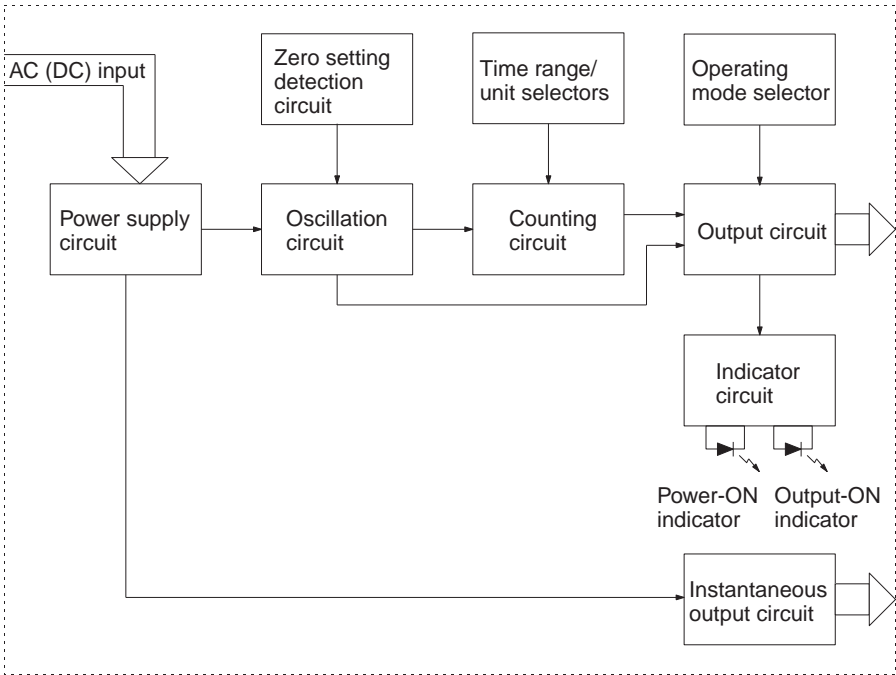 AC (DC) input
Zero setting
detection
circuit
Time range/
unit selectors
Operating
mode selector
Power supply
circuit
Oscillation
circuit
Counting
circuit
Output circuit
Indicator
circuit
Power-ON
indicator
Output-ON
indicator
Instantaneous
output circuit